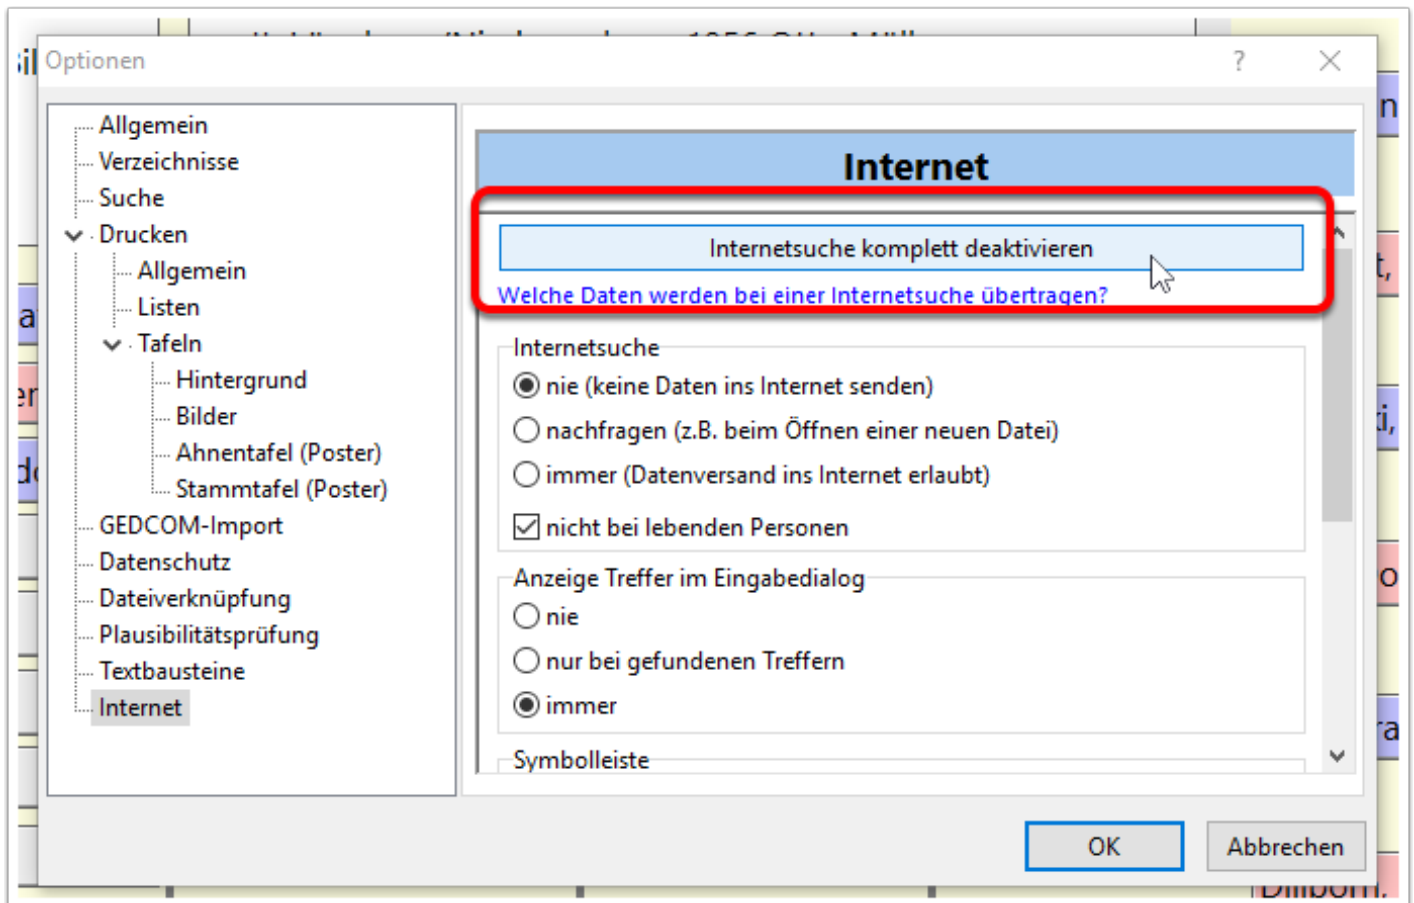 Optionen
?
Allgemein
Verzeichnisse
Suche
Drucken
Allgemein
Listen
Tafeln
Hintergrund
Bilder
Ahnentafel (Poster)
Stammtafel (Poster)
GEDCOM-Import
Datenschutz
Dateiverknüpfung
Plausibilitätsprüfung
Textbausteine
Internet
Internet
Internetsuche komplett deaktivieren
Welche Daten werden bei einer Internetsuche übertragen?
Internetsuche
nie (keine Daten ins Internet senden)
nachfragen (z.B. beim Öffnen einer neuen Datei)
immer (Datenversand ins Internet erlaubt)
nicht bei lebenden Personen
Anzeige Treffer im Eingabedialog
nie
nur bei gefundenen Treffern
immer
Symbolleiste
OK
Abbrechen